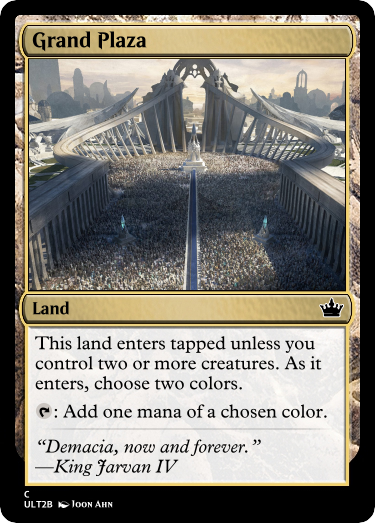 Grand Plaza
Land
This land enters tapped unless you
control two or more creatures. As it
enters, choose two colors.
: Add one mana of a chosen color.
“Demacia, now and forever.”
—King Jarvan IV
C
ULT2B Joon Ahn